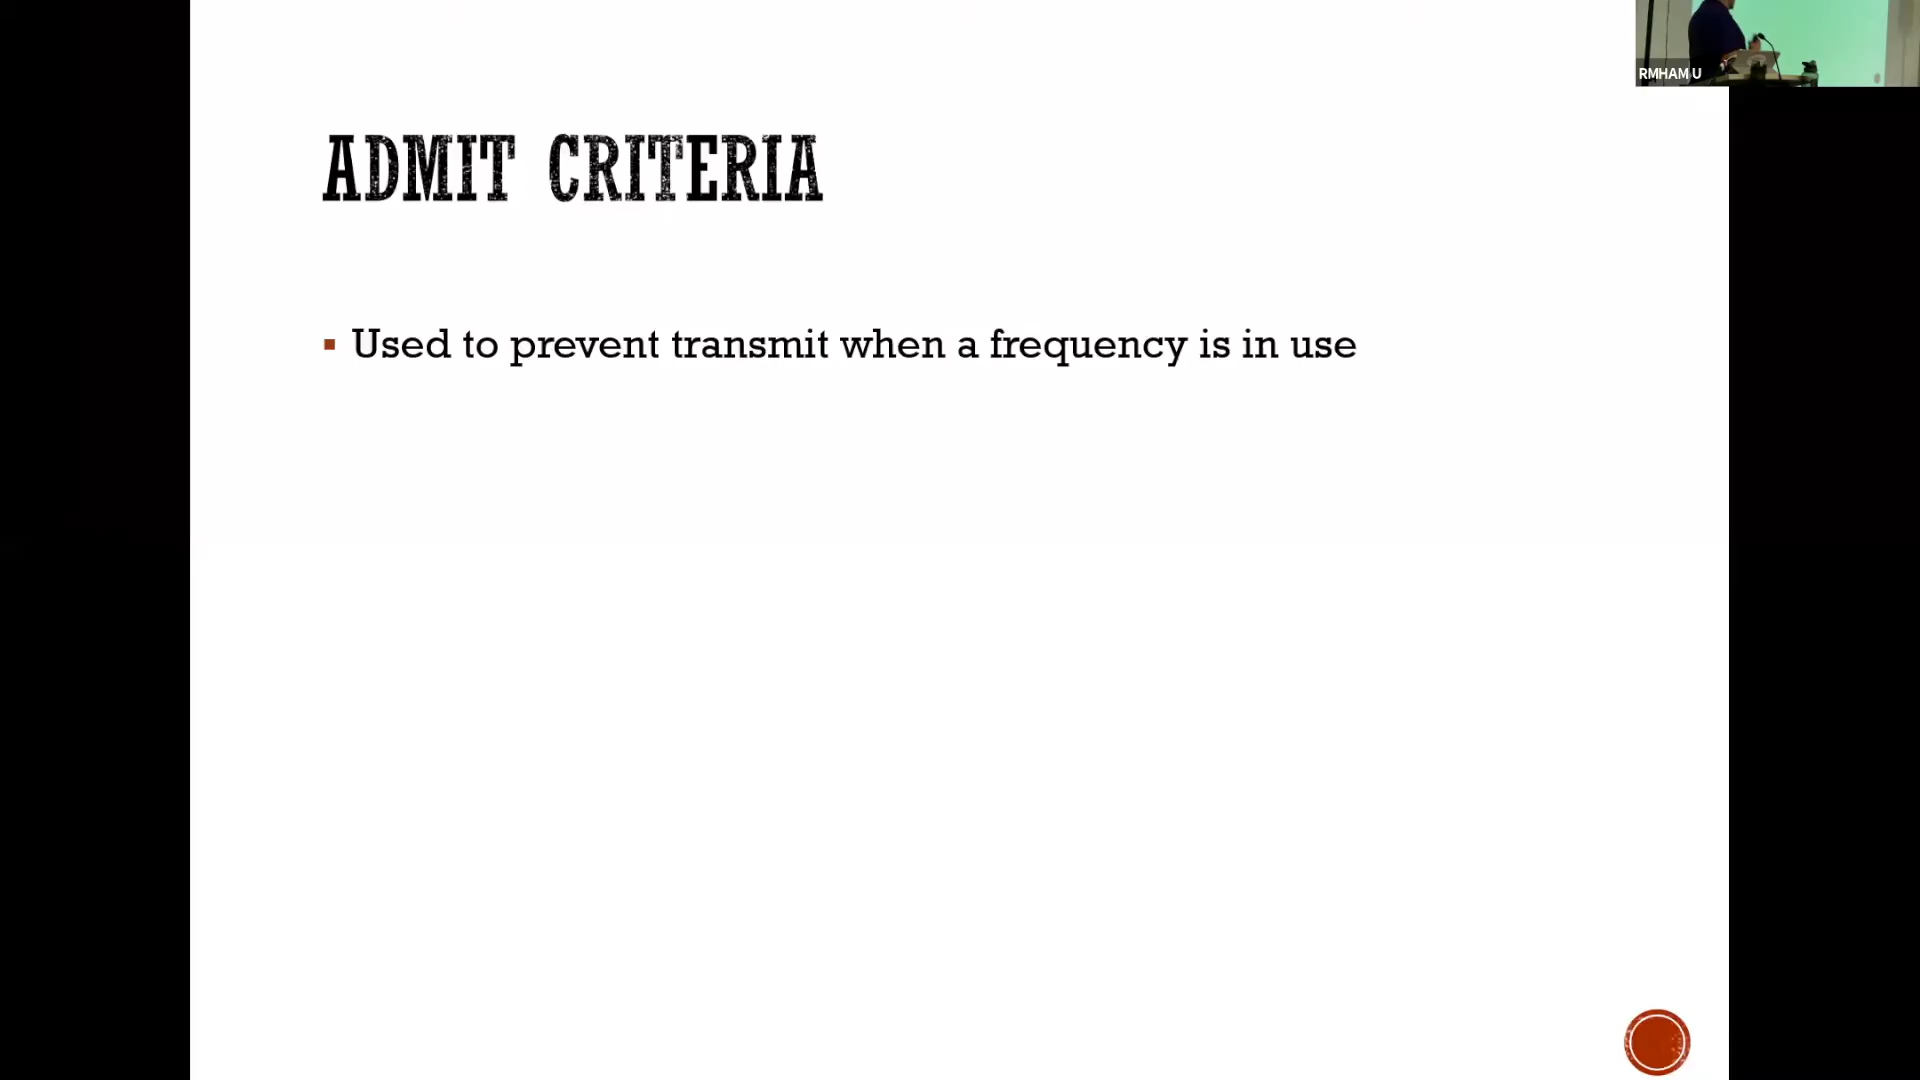 RMHAM U
ADMIT CRITERIA
Used to prevent transmit when a frequency is in use